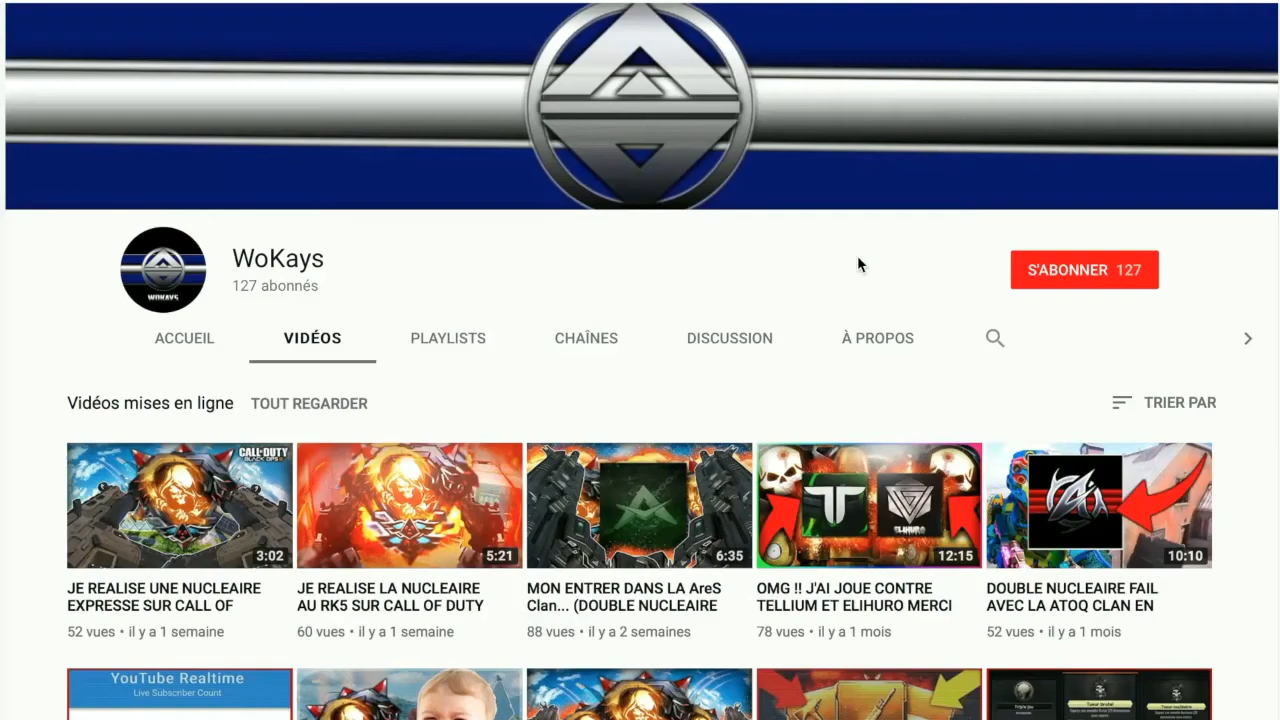 WoKays
127 abonnés
S'ABONNER 127
WOKAYS
ACCUEIL VIDÉOS PLAYLISTS CHAÎNES DISCUSSION À PROPOS
Vidéos mises en ligne TOUT REGARDER TRIER PAR
CALL•DUTY
BLACK OPS
3:02 5:21 6:35 12:15 10:10
ELIHURO
JE REALISE UNE NUCLEAIRE
EXPRESSE SUR CALL OF
52 vues • il y a 1 semaine
JE REALISE LA NUCLEAIRE
AU RK5 SUR CALL OF DUTY
60 vues • il y a 1 semaine
MON ENTRER DANS LA AreS
Clan... (DOUBLE NUCLEAIRE
88 vues • il y a 2 semaines
OMG !! J'AI JOUE CONTRE
TELLIUM ET ELIHURO MERCI
78 vues • il y a 1 mois
DOUBLE NUCLEAIRE FAIL
AVEC LA ATOQ CLAN EN
52 vues • il y a 1 mois
YouTube Realtime
Live Subscriber Count